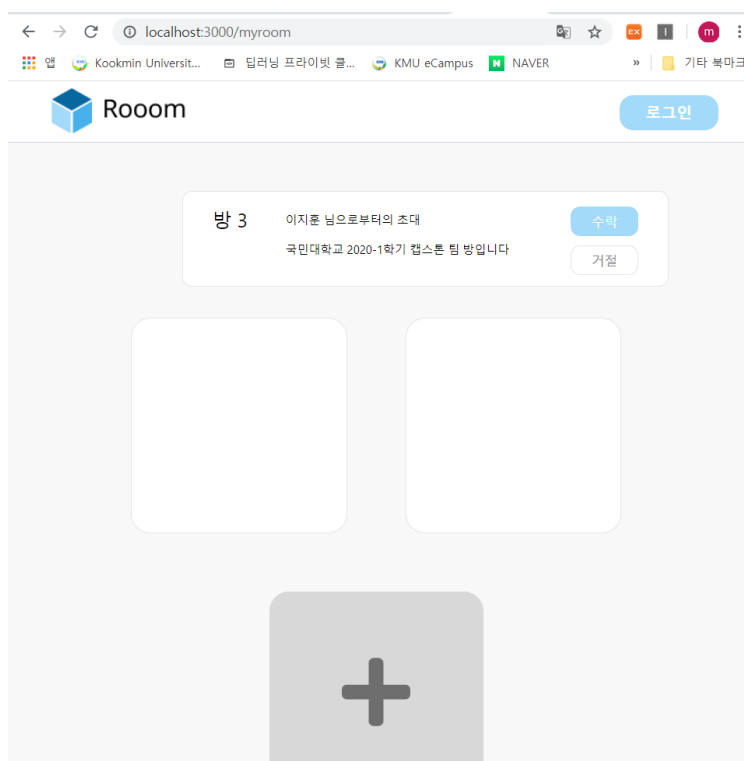 localhost:3000/myroom
EX
m
앱 Kookmin Universit... 딥러닝 프라이빗 클... KMU eCampus N NAVER » 기타 북마크
Rooom
로그인
방 3
이지훈 님으로부터의 초대
수락
국민대학교 2020-1학기 캡스톤 팀 방입니다
거절